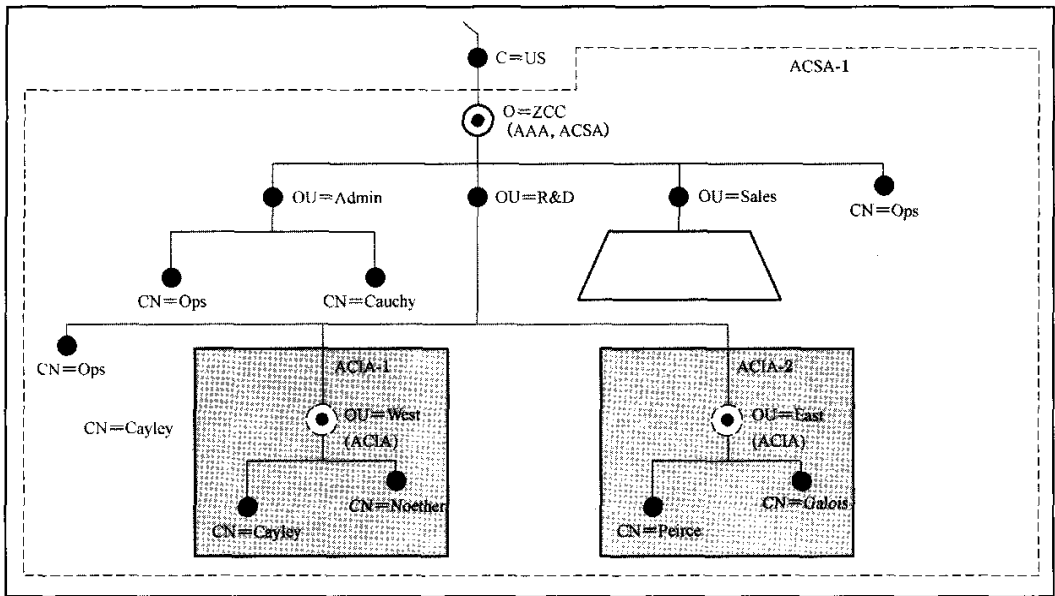 C=US
ACSA-1
O=ZCC
(AAA, ACSA)
OU=Admin
OU=R&D
OU=Sales
CN=Ops
CN=Ops
CN=Cauchy
CN=Ops
ACIA-1
ACIA-2
CN=Cayley
OU=West
(ACIA)
OU=East
(ACIA)
CN=Noether
CN=Galois
CN=Cayley
CN=Peirce